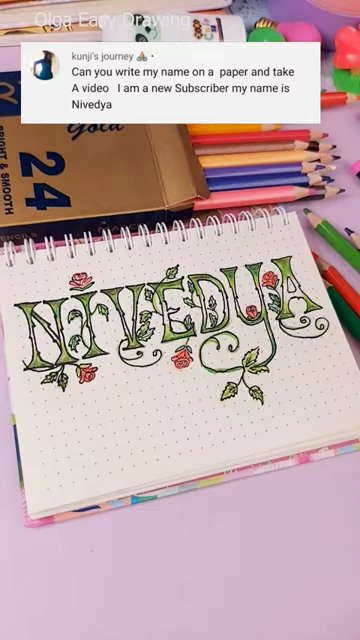 Olga Easy Drawing
kunji's journey 🙏 •
Can you write my name on a paper and take
A video I am a new Subscriber my name is
Nivedya
Gold
24
BRIGHT & SMOOTH
NIVEDYA